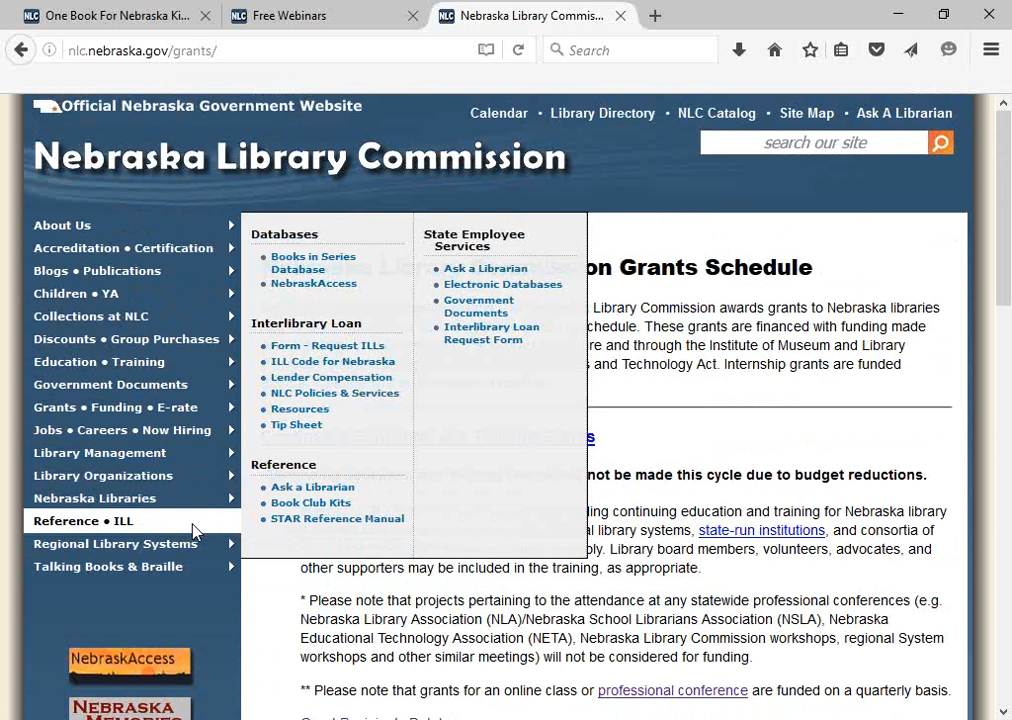 One Book For Nebraska Ki...
Free Webinars
Nebraska Library Commis...
nlc.nebraska.gov/grants/
Search
Official Nebraska Government Website
Calendar • Library Directory • NLC Catalog • Site Map • Ask A Librarian
Nebraska Library Commission
search our site
About Us
Accreditation • Certification
Blogs • Publications
Children • YA
Collections at NLC
Discounts • Group Purchases
Education • Training
Government Documents
Grants • Funding • E-rate
Jobs • Careers • Now Hiring
Library Management
Library Organizations
Nebraska Libraries
Reference • ILL
Regional Library Systems
Talking Books & Braille
NebraskAccess
NEBRASKA
MEMORIES
Databases
• Books in Series
Database
• NebraskAccess
Interlibrary Loan
• Form - Request ILLs
• ILL Code for Nebraska
• Lender Compensation
• NLC Policies & Services
• Resources
• Tip Sheet
Reference
• Ask a Librarian
• Book Club Kits
• STAR Reference Manual
State Employee
Services
• Ask a Librarian
• Electronic Databases
• Government
Documents
• Interlibrary Loan
Request Form
on Grants Schedule
Library Commission awards grants to Nebraska libraries
schedule. These grants are financed with funding made
re and through the Institute of Museum and Library
s and Technology Act. Internship grants are funded
s
not be made this cycle due to budget reductions.
ding continuing education and training for Nebraska library
al library systems, state-run institutions, and consortia of
ply. Library board members, volunteers, advocates, and
other supporters may be included in the training, as appropriate.
* Please note that projects pertaining to the attendance at any statewide professional conferences (e.g.
Nebraska Library Association (NLA)/Nebraska School Librarians Association (NSLA), Nebraska
Educational Technology Association (NETA), Nebraska Library Commission workshops, regional System
workshops and other similar meetings) will not be considered for funding.
** Please note that grants for an online class or professional conference are funded on a quarterly basis.